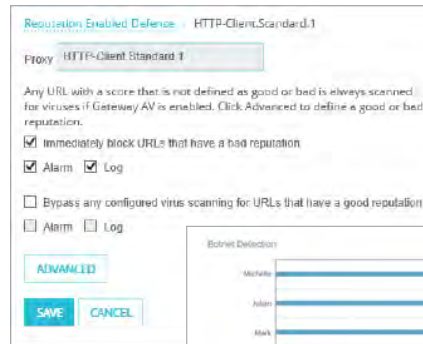 Reputation Enabled Defence HTTP-Client.Standard.1
Proxy HTTP-Client.Standard.1
Any URL with a score that is not defined as good or bad is always scanned
for viruses if Gateway AV is enabled. Click Advanced to define a good or bad
reputation.
Immediately block URLs that have a bad reputation
Alarm Log
Bypass any configured virus scanning for URLs that have a good reputation
Alarm Log
ADVANCED
SAVE CANCEL
Botnet Detection
Michelle
Adam
Mark